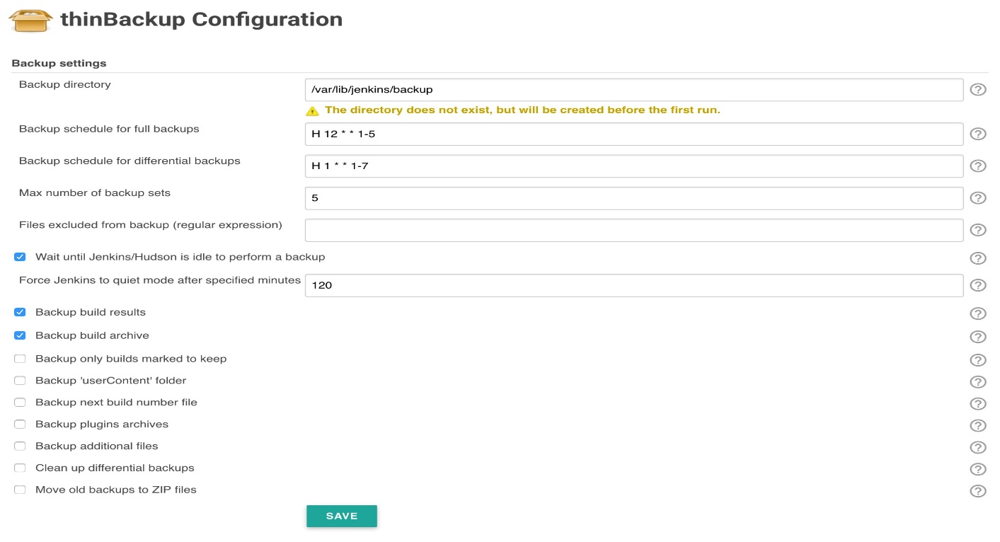 thinBackup Configuration
Backup settings
Backup directory
/var/lib/jenkins/backup
The directory does not exist, but will be created before the first run.
Backup schedule for full backups
H 12 * * 1-5
Backup schedule for differential backups
H 1 * * 1-7
Max number of backup sets
5
Files excluded from backup (regular expression)
Wait until Jenkins/Hudson is idle to perform a backup
Force Jenkins to quiet mode after specified minutes
120
Backup build results
Backup build archive
Backup only builds marked to keep
Backup 'userContent' folder
Backup next build number file
Backup plugins archives
Backup additional files
Clean up differential backups
Move old backups to ZIP files
SAVE